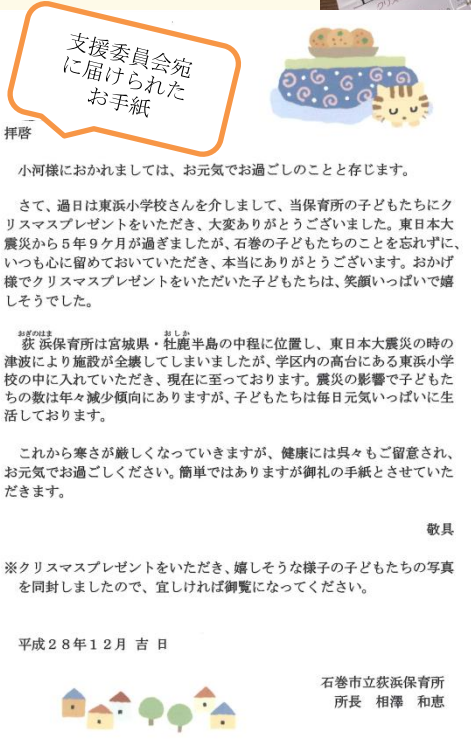 支援委員会宛
に届けられた
お手紙
拝啓
小河様におかれましては、お元気でお過ごしのことと存じます。
さて、過日は東浜小学校さんを介しまして、当保育所の子どもたちにク
リスマスプレゼントをいただき、大変ありがとうございました。東日本大
震災から５年９ケ月が過ぎましたが、石巻の子どもたちのことを忘れずに、
いつも心に留めておいていただき、本当にありがとうございます。おかげ
様でクリスマスプレゼントをいただいた子どもたちは、笑顔いっぱいで嬉
しそうでした。
おぎのはま おしか
荻浜保育所は宮城県・牡鹿半島の中程に位置し、東日本大震災の時の
津波により施設が全壊してしまいましたが、学区内の高台にある東浜小学
校の中に入れていただき、現在に至っております。震災の影響で子どもた
ちの数は年々減少傾向にありますが、子どもたちは毎日元気いっぱいに生
活しております。
これから寒さが厳しくなっていきますが、健康には呉々もご留意され、
お元気でお過ごしください。簡単ではありますが御礼の手紙とさせていた
だきます。
敬具
※クリスマスプレゼントをいただき、嬉しそうな様子の子どもたちの写真
を同封しましたので、宜しければ御覧になってください。
平成２８年１２月 吉 日
石巻市立荻浜保育所
所長 相澤 和恵